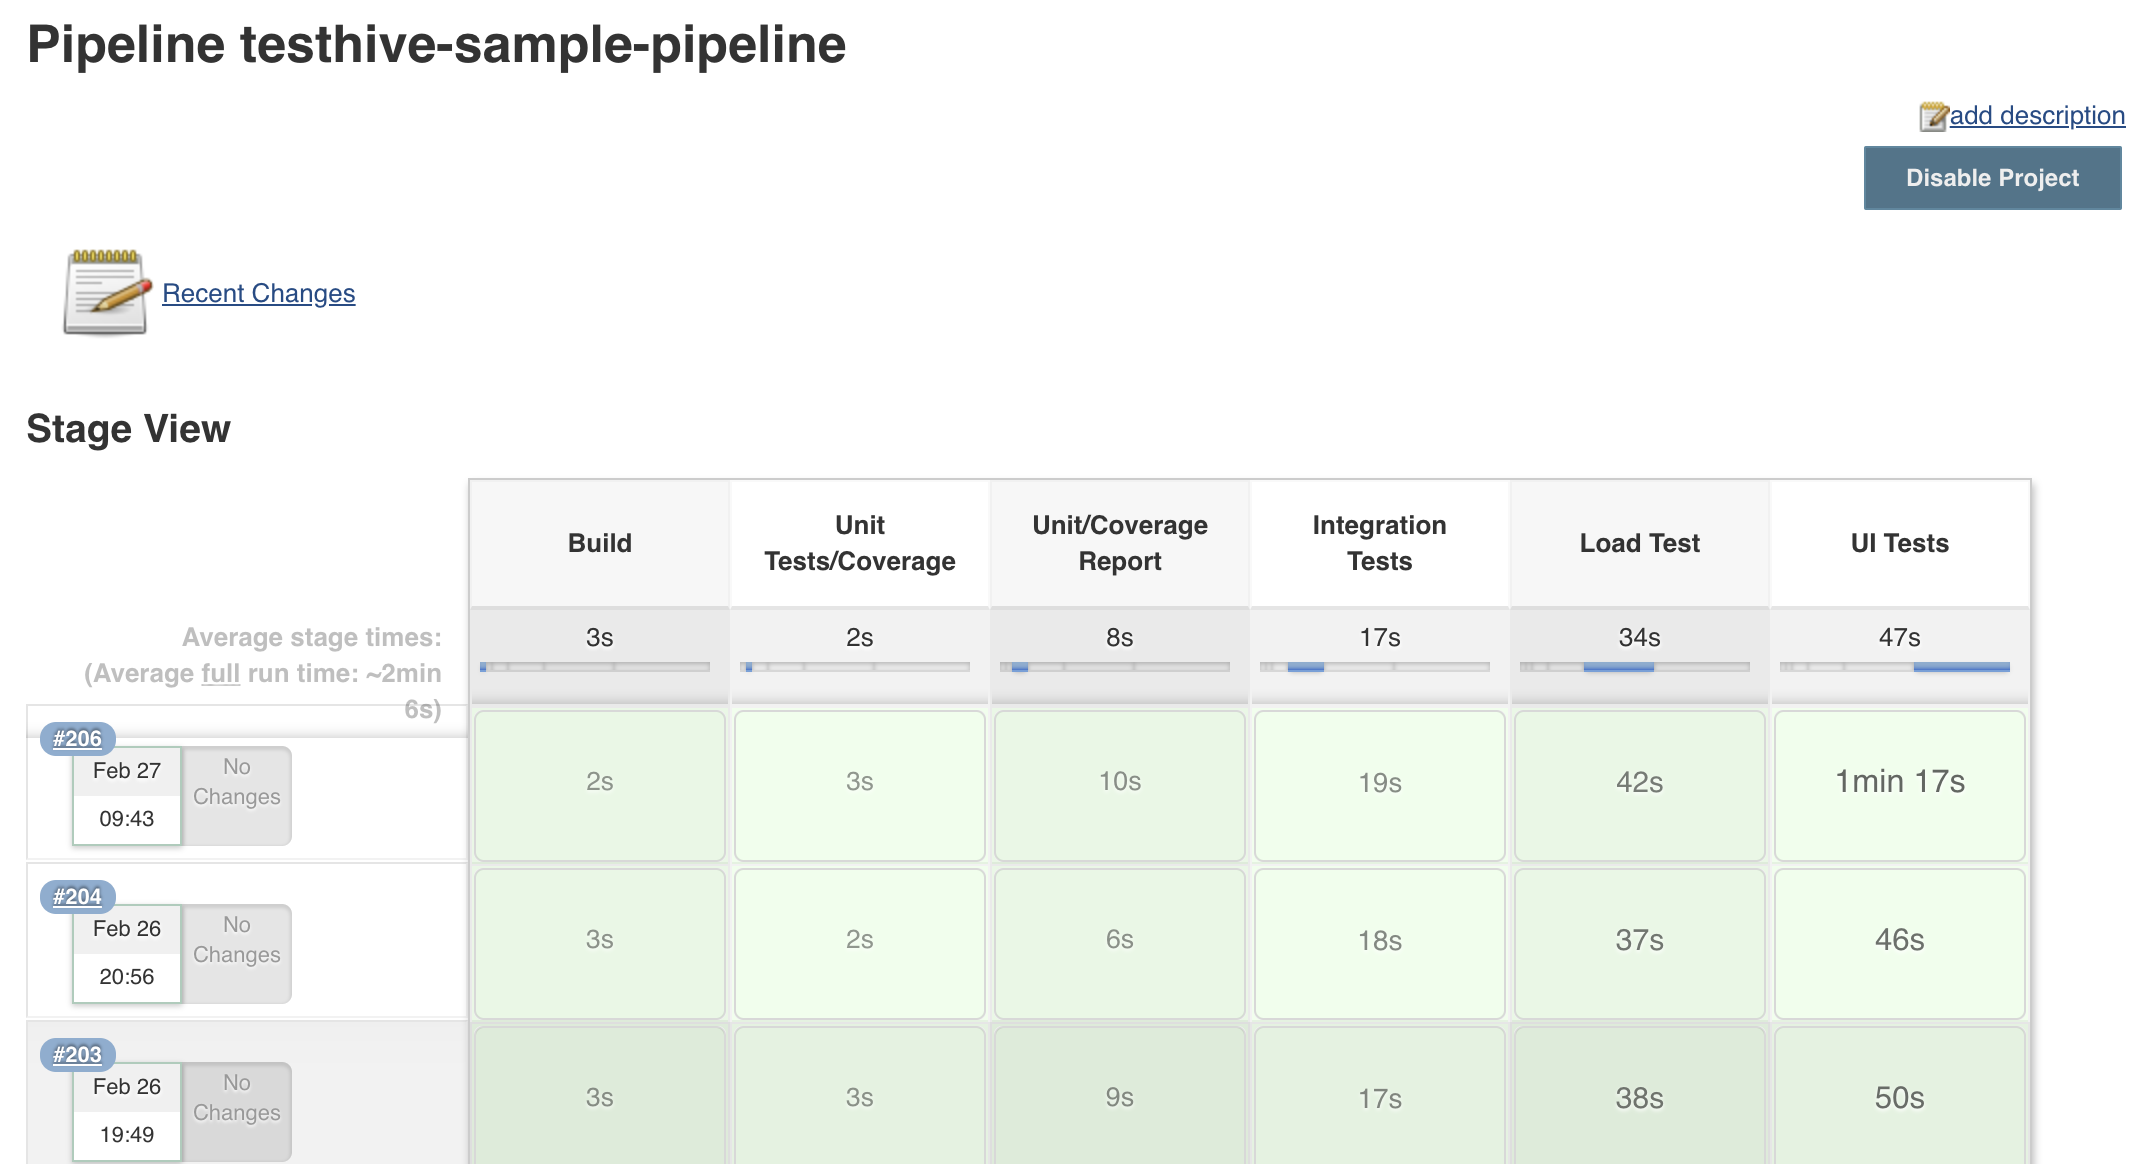 Pipeline testhive-sample-pipeline
add description
Disable Project
Recent Changes
Stage View
Build
Unit
Tests/Coverage
Unit/Coverage
Report
Integration
Tests
Load Test
UI Tests
Average stage times:
(Average full run time: ~2min
6s)
3s
2s
8s
17s
34s
47s
#206
Feb 27
09:43
No
Changes
2s
3s
10s
19s
42s
1min 17s
#204
Feb 26
20:56
No
Changes
3s
2s
6s
18s
37s
46s
#203
Feb 26
19:49
No
Changes
3s
3s
9s
17s
38s
50s